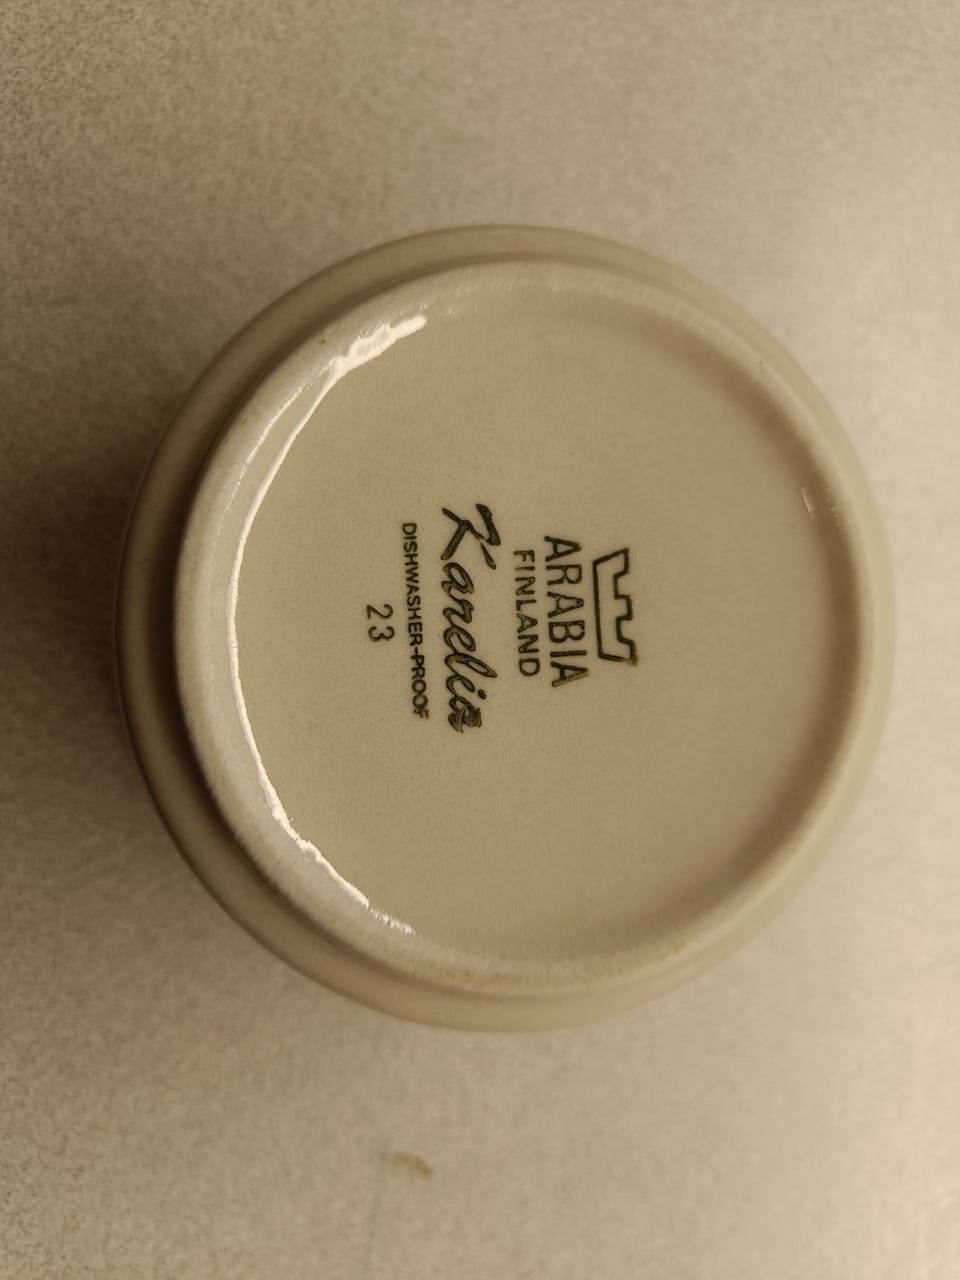 ARABIA
FINLAND
Karelia
DISHWASHER-PROOF
23